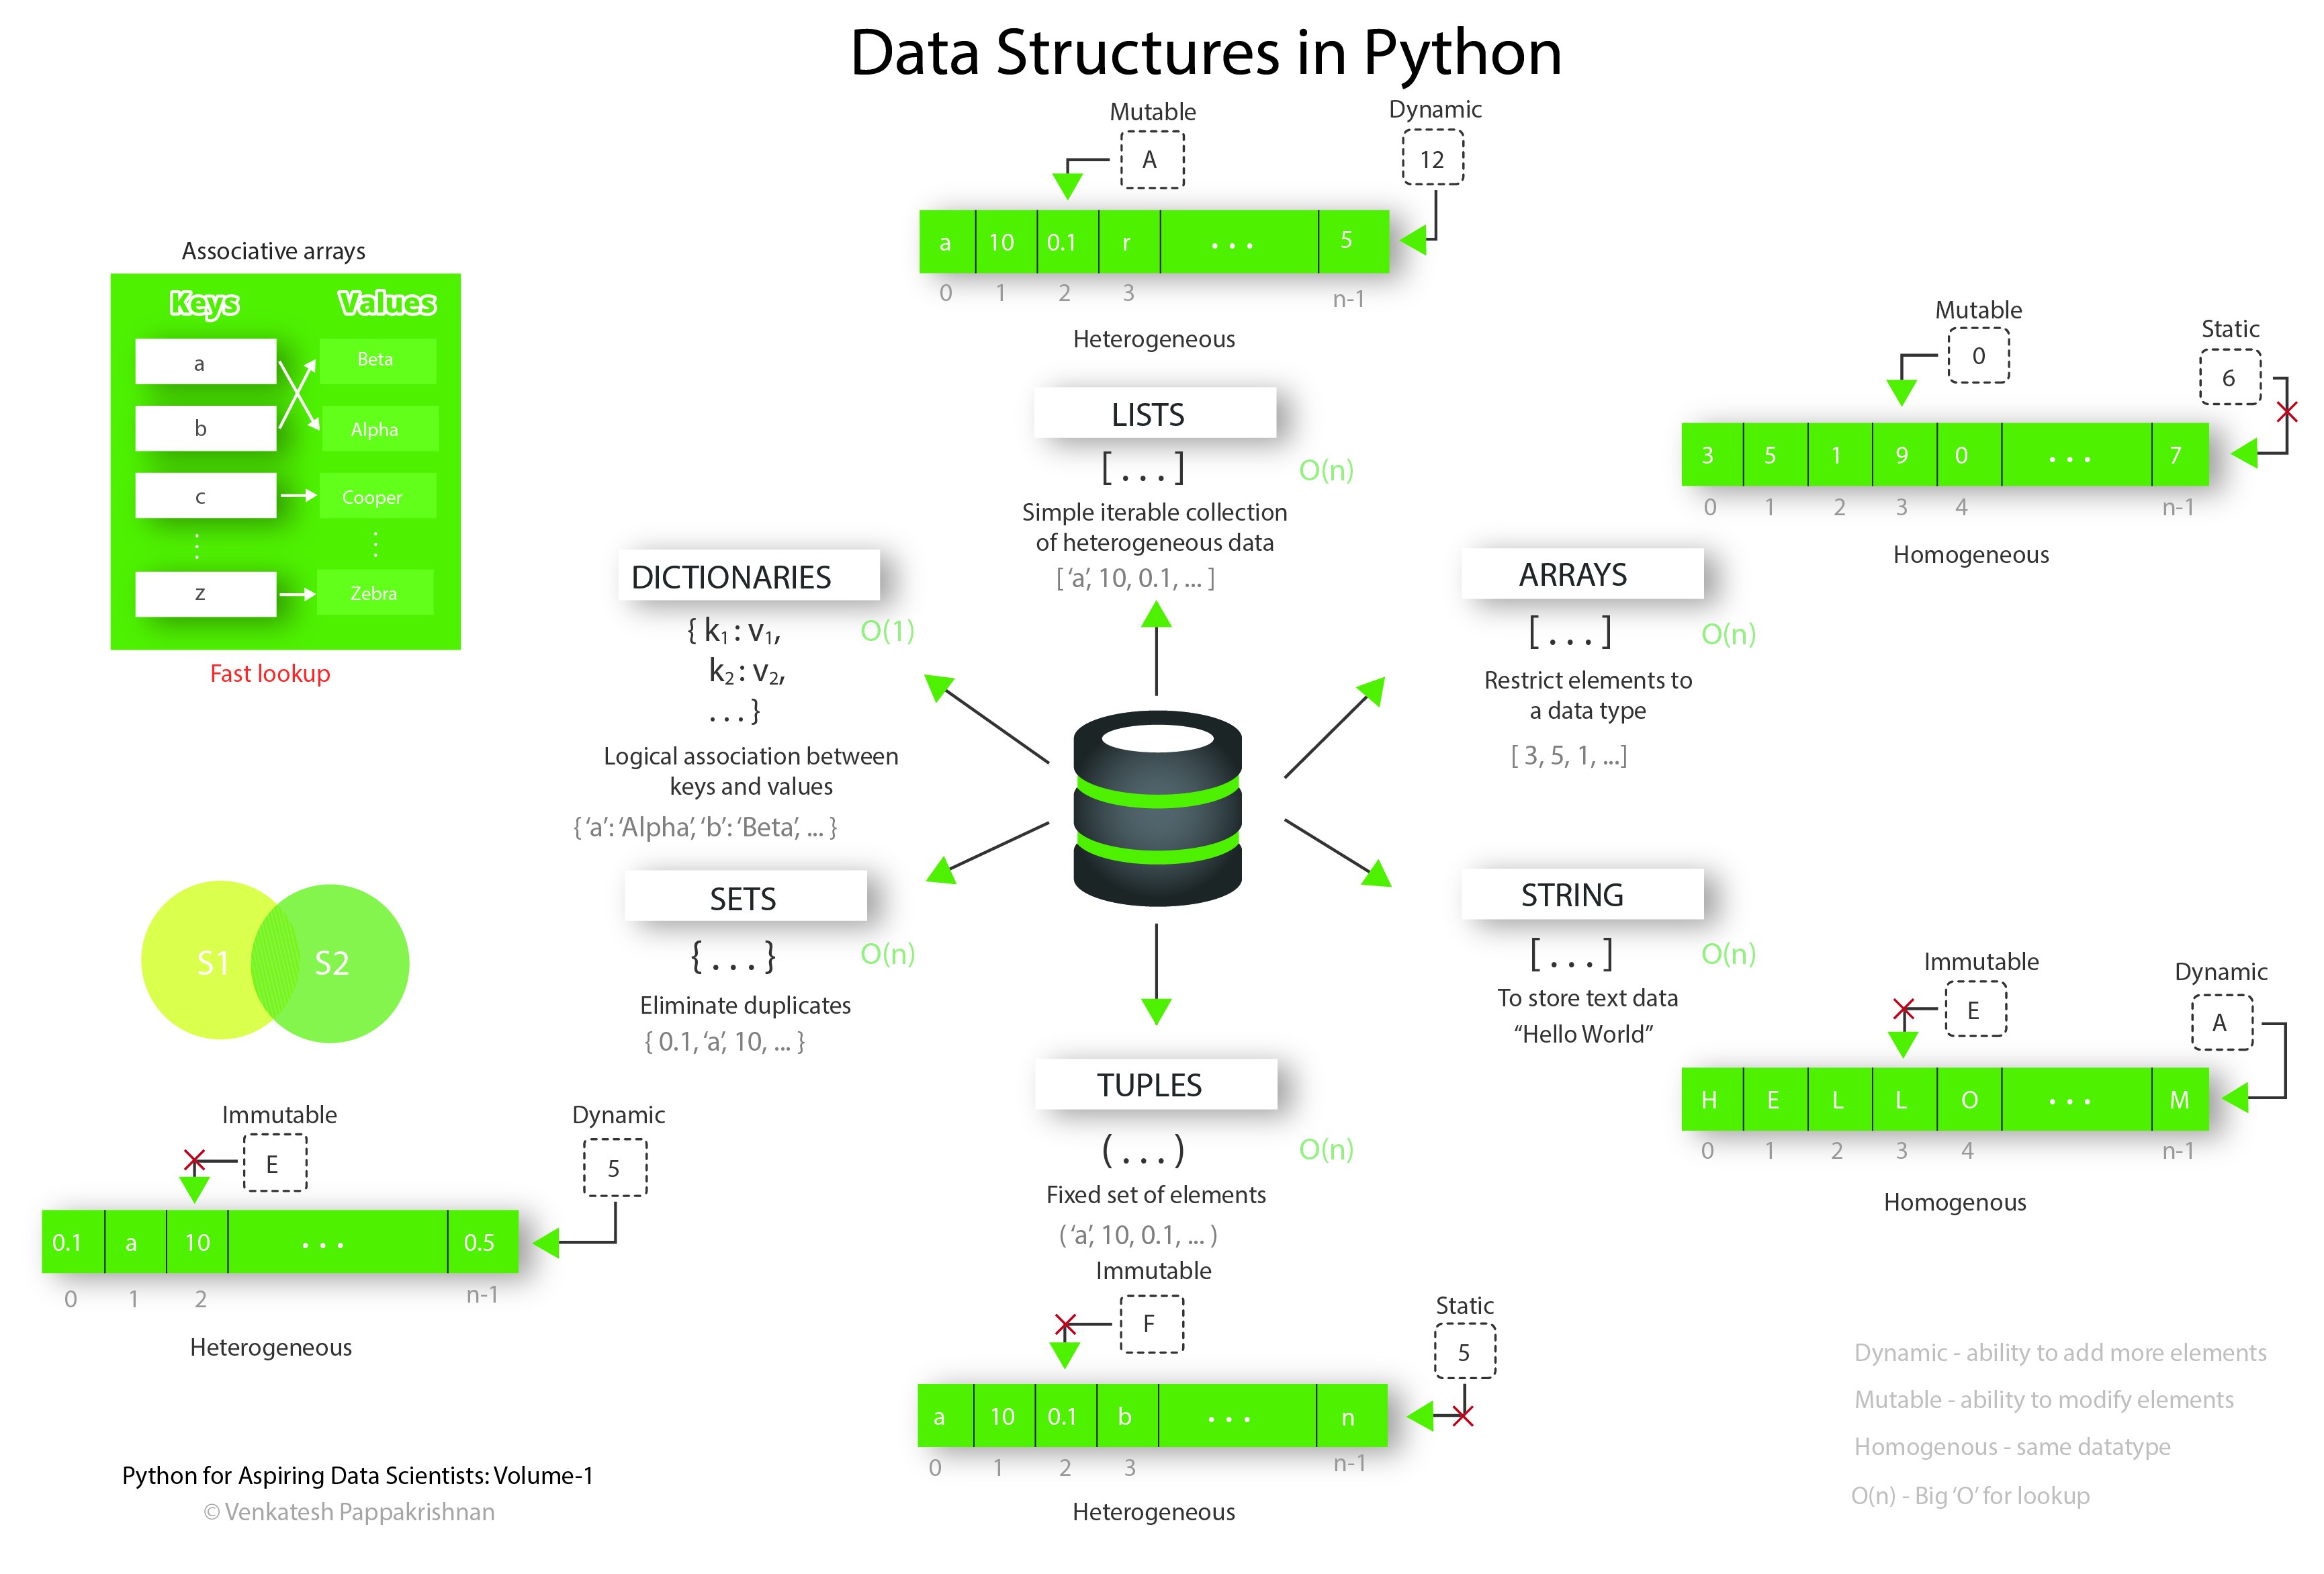 Data Structures in Python
Mutable
A
Dynamic
12
a 10 0.1 r ... 5
0 1 2 3 n-1
Heterogeneous
LISTS
[ . . . ]
O(n)
Simple iterable collection
of heterogeneous data
[ ‘a’, 10, 0.1, ... ]
Associative arrays
Keys Values
a Beta
b Alpha
c Cooper
z Zebra
Fast lookup
DICTIONARIES
{ k1 : v1,
k2 : v2,
. . . }
O(1)
Logical association between
keys and values
{ ‘a’: ‘Alpha’, ‘b’: ‘Beta’, ... }
Mutable
0
Static
6
3 5 1 9 0 ... 7
0 1 2 3 4 n-1
Homogeneous
ARRAYS
[ . . . ]
O(n)
Restrict elements to
a data type
[ 3, 5, 1, ...]
S1 S2
SETS
{ . . . }
O(n)
Eliminate duplicates
{ 0.1, ‘a’, 10, ... }
Immutable
E
Dynamic
5
0.1 a 10 ... 0.5
0 1 2 n-1
Heterogeneous
STRING
[ . . . ]
O(n)
To store text data
“Hello World”
Immutable
E
Dynamic
A
H E L L O ... M
0 1 2 3 4 n-1
Homogenous
TUPLES
( . . . )
O(n)
Fixed set of elements
( ‘a’, 10, 0.1, ... )
Immutable
F
Static
5
a 10 0.1 b ... n
0 1 2 3 n-1
Heterogeneous
Dynamic - ability to add more elements
Mutable - ability to modify elements
Homogenous - same datatype
O(n) - Big ‘O’ for lookup
Python for Aspiring Data Scientists: Volume-1
© Venkatesh Pappakrishnan